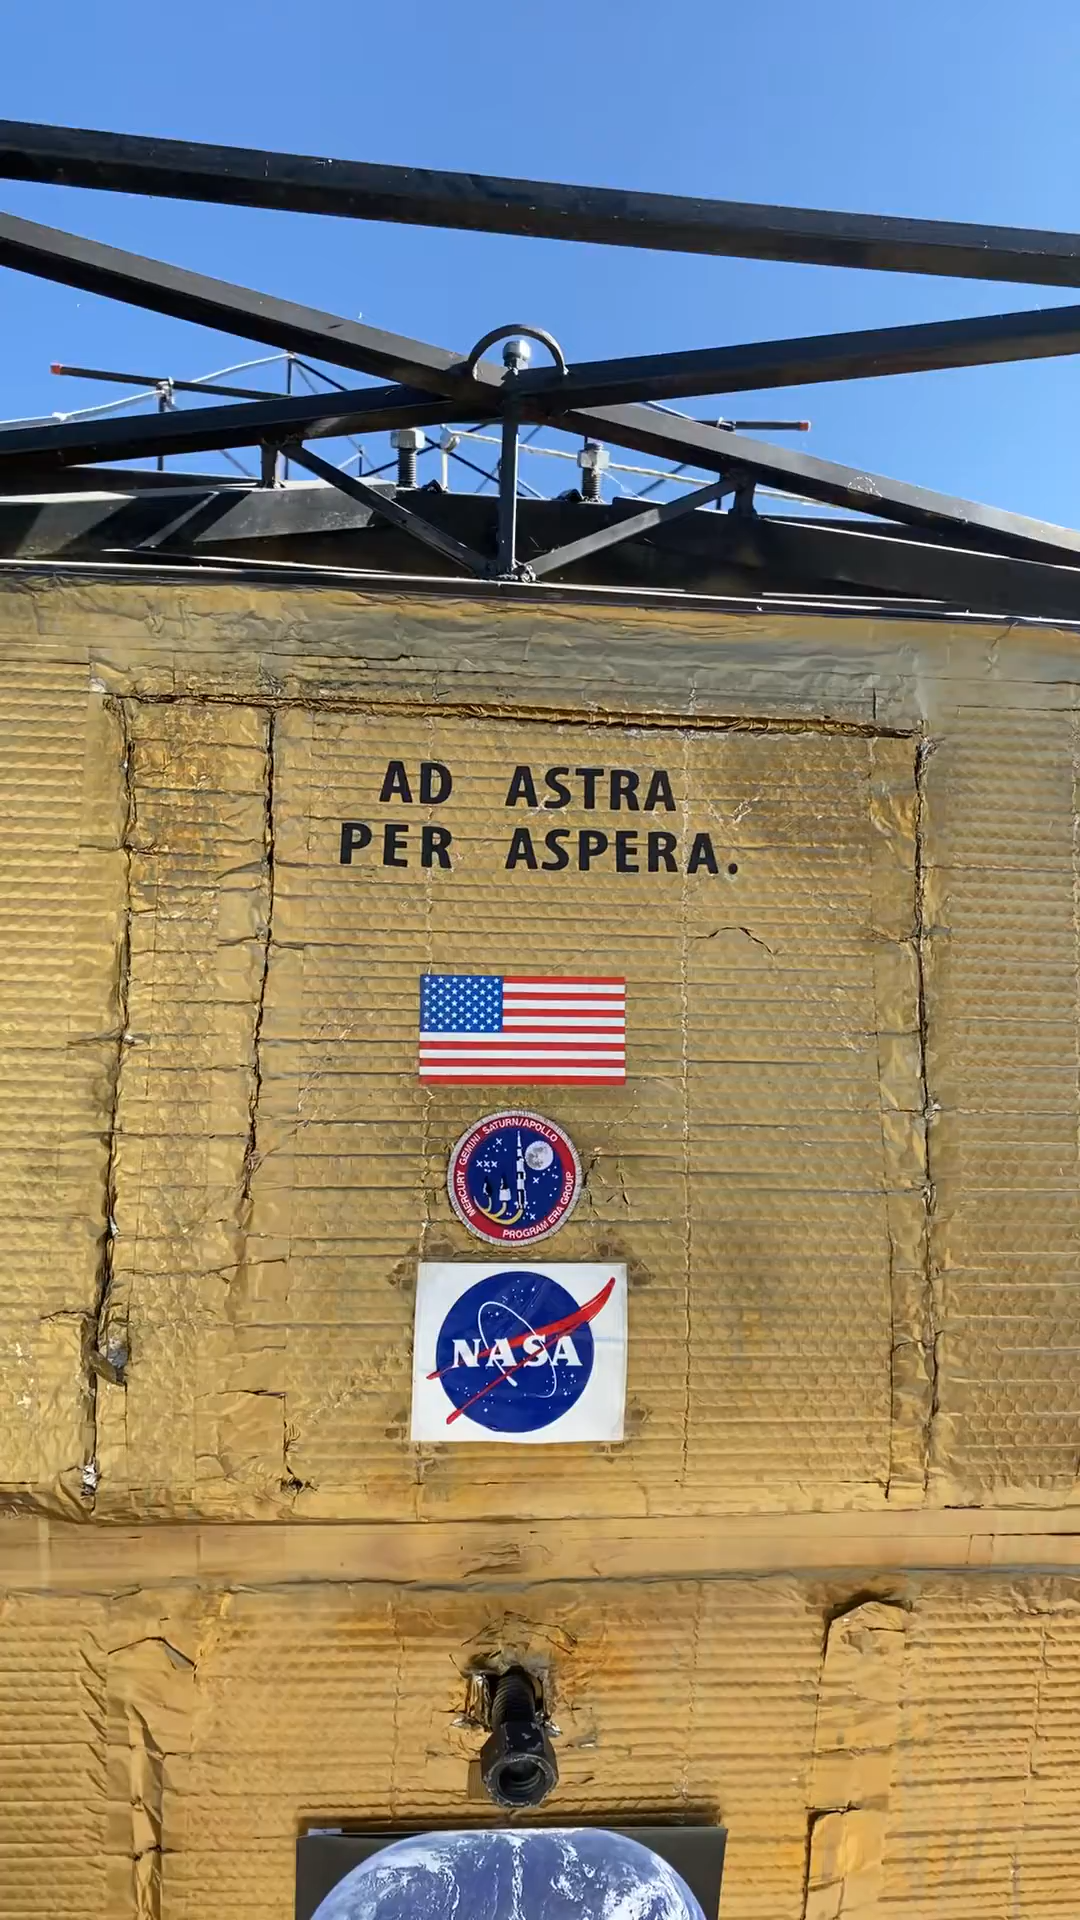 AD ASTRA
PER ASPERA.
MERCURY GEMINI SATURN/APOLLO
PROGRAM ERA GROUP
NASA